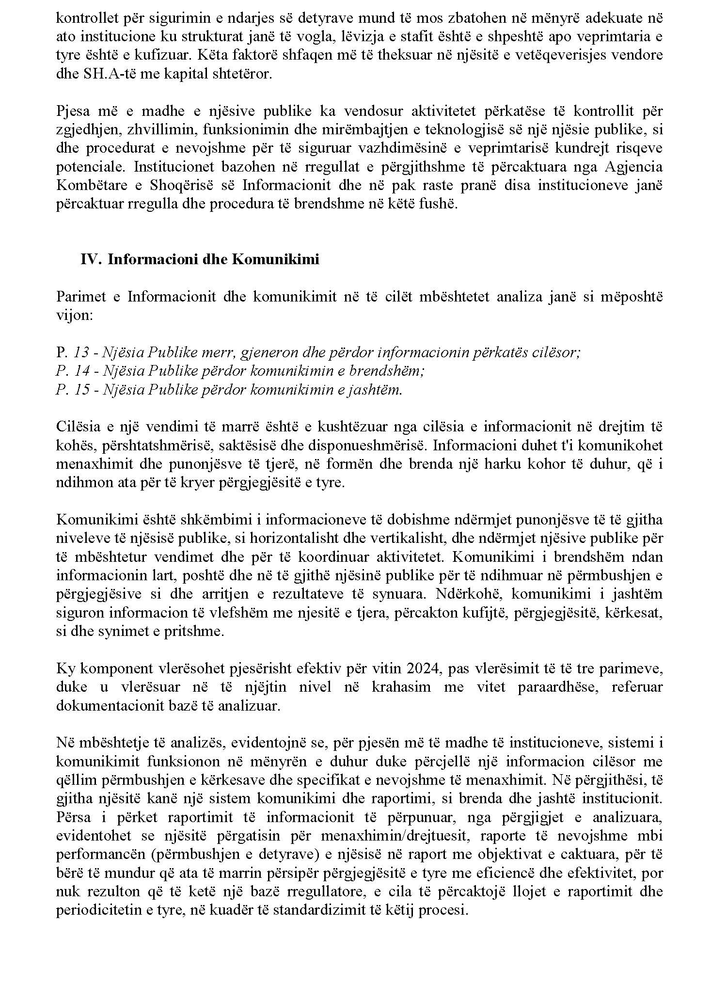 kontrollet për sigurimin e ndarjes së detyrave mund të mos zbatohen në mënyrë adekuate në
ato institucione ku strukturat janë të vogla, lëvizja e stafit është e shpeshtë apo veprimtaria e
tyre është e kufizuar. Këta faktorë shfaqen më të theksuar në njësitë e vetëqeverisjes vendore
dhe SH.A-të me kapital shtetëror.
Pjesa më e madhe e njësive publike ka vendosur aktivitetet përkatëse të kontrollit për
zgjedhjen, zhvillimin, funksionimin dhe mirëmbajtjen e teknologjisë së një njësie publike, si
dhe procedurat e nevojshme për të siguruar vazhdimësinë e veprimtarisë kundrejt risqeve
potenciale. Institucionet bazohen në rregullat e përgjithshme të përcaktuara nga Agjencia
Kombëtare e Shoqërisë së Informacionit dhe në pak raste pranë disa institucioneve janë
përcaktuar rregulla dhe procedura të brendshme në këtë fushë.
IV. Informacioni dhe Komunikimi
Parimet e Informacionit dhe komunikimit në të cilët mbështetet analiza janë si mëposhtë
vijon:
P. 13 - Njësia Publike merr, gjeneron dhe përdor informacionin përkatës cilësor;
P. 14 - Njësia Publike përdor komunikimin e brendshëm;
P. 15 - Njësia Publike përdor komunikimin e jashtëm.
Cilësia e një vendimi të marrë është e kushtëzuar nga cilësia e informacionit në drejtim të
kohës, përshtatshmërisë, saktësisë dhe disponueshmërisë. Informacioni duhet t'i komunikohet
menaxhimit dhe punonjësve të tjerë, në formën dhe brenda një harku kohor të duhur, që i
ndihmon ata për të kryer përgjegjësitë e tyre.
Komunikimi është shkëmbimi i informacioneve të dobishme ndërmjet punonjësve të të gjitha
niveleve të njësisë publike, si horizontalisht dhe vertikalisht, dhe ndërmjet njësive publike për
të mbështetur vendimet dhe për të koordinuar aktivitetet. Komunikimi i brendshëm ndan
informacionin lart, poshtë dhe në të gjithë njësinë publike për të ndihmuar në përmbushjen e
përgjegjësive si dhe arritjen e rezultateve të synuara. Ndërkohë, komunikimi i jashtëm
siguron informacion të vlefshëm me njesitë e tjera, përcakton kufijtë, përgjegjësitë, kërkesat,
si dhe synimet e pritshme.
Ky komponent vlerësohet pjesërisht efektiv për vitin 2024, pas vlerësimit të të tre parimeve,
duke u vlerësuar në të njëjtin nivel në krahasim me vitet paraardhëse, referuar
dokumentacionit bazë të analizuar.
Në mbështetje të analizës, evidentojnë se, për pjesën më të madhe të institucioneve, sistemi i
komunikimit funksionon në mënyrën e duhur duke përcjellë një informacion cilësor me
qëllim përmbushjen e kërkesave dhe specifikat e nevojshme të menaxhimit. Në përgjithësi, të
gjitha njësitë kanë një sistem komunikimi dhe raportimi, si brenda dhe jashtë institucionit.
Përsa i përket raportimit të informacionit të përpunuar, nga përgjigjet e analizuara,
evidentohet se njësitë përgatisin për menaxhimin/drejtuesit, raporte të nevojshme mbi
performancën (përmbushjen e detyrave) e njësisë në raport me objektivat e caktuara, për të
bërë të mundur që ata të marrin përsipër përgjegjësitë e tyre me eficiencë dhe efektivitet, por
nuk rezulton që të ketë një bazë rregullatore, e cila të përcaktojë llojet e raportimit dhe
periodicitetin e tyre, në kuadër të standardizimit të këtij procesi.